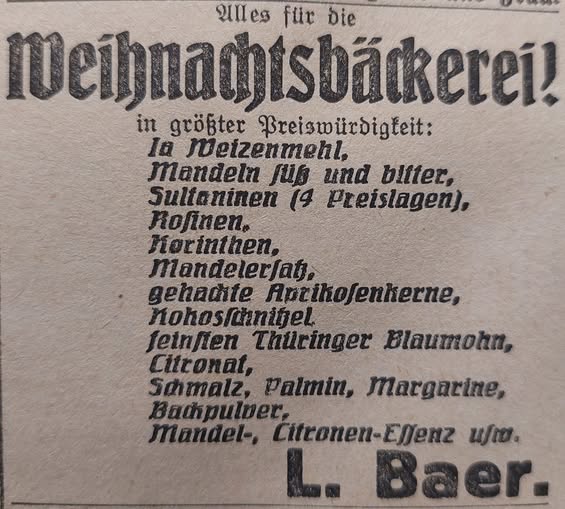 Alles für die
Weihnachtsbäckerei!
in größter Preiswürdigkeit:
Ia Weizenmehl,
Mandeln süß und bitter,
Sultaninen (4 Preislagen),
Rosinen,
Korinthen,
Mandelersatz,
gehackte Aprikosenkerne,
Kokosschnitzel
feinsten Thüringer Blaumohn,
Citronat,
Schmalz, Palmin, Margarine,
Backpulver,
Mandel-, Citronen-Essenz usw.
L. Baer.